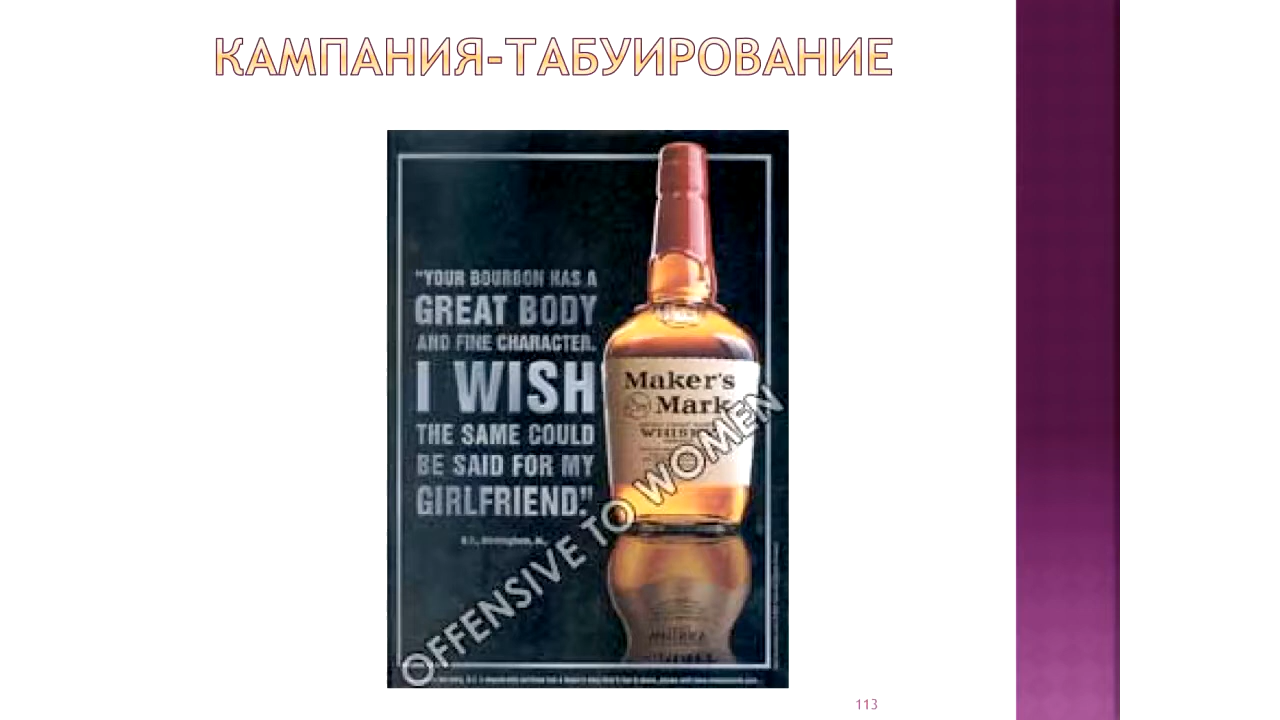 КАМПАНИЯ-ТАБУИРОВАНИЕ
"YOUR BOURBON HAS A
GREAT BODY
AND FINE CHARACTER.
I WISH
THE SAME COULD
BE SAID FOR MY
GIRLFRIEND."
Maker's
Mark
WHISKY
OFFENSIVE TO WOMEN
113